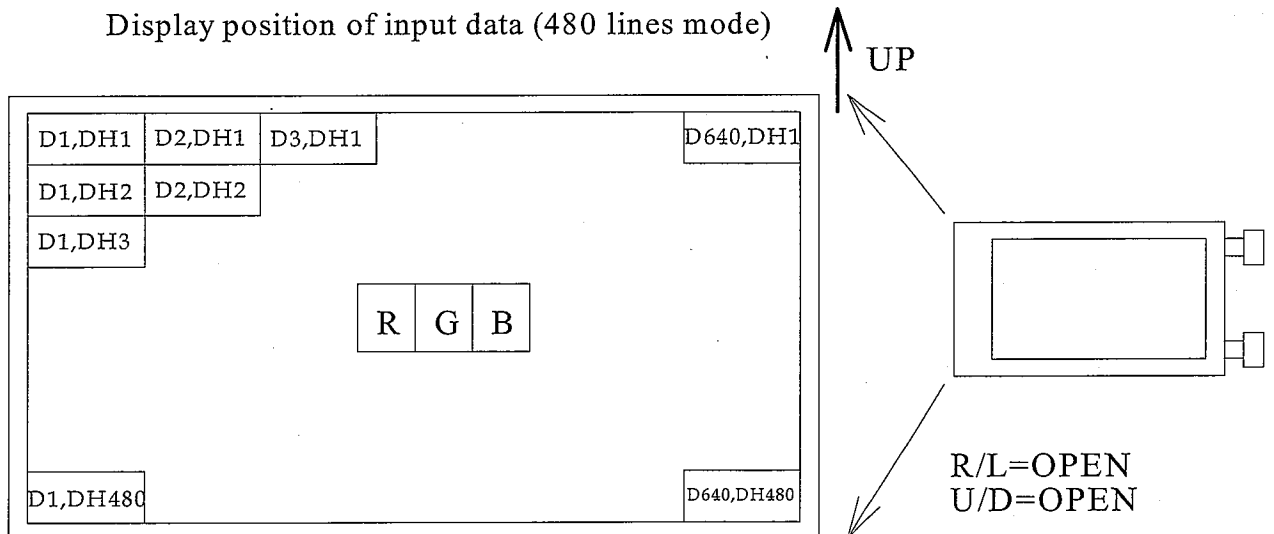 Display position of input data (480 lines mode)
UP
D1,DH1 D2,DH1 D3,DH1 D640,DH1
D1,DH2 D2,DH2
D1,DH3
R G B
D1,DH480 D640,DH480
R/L=OPEN
U/D=OPEN